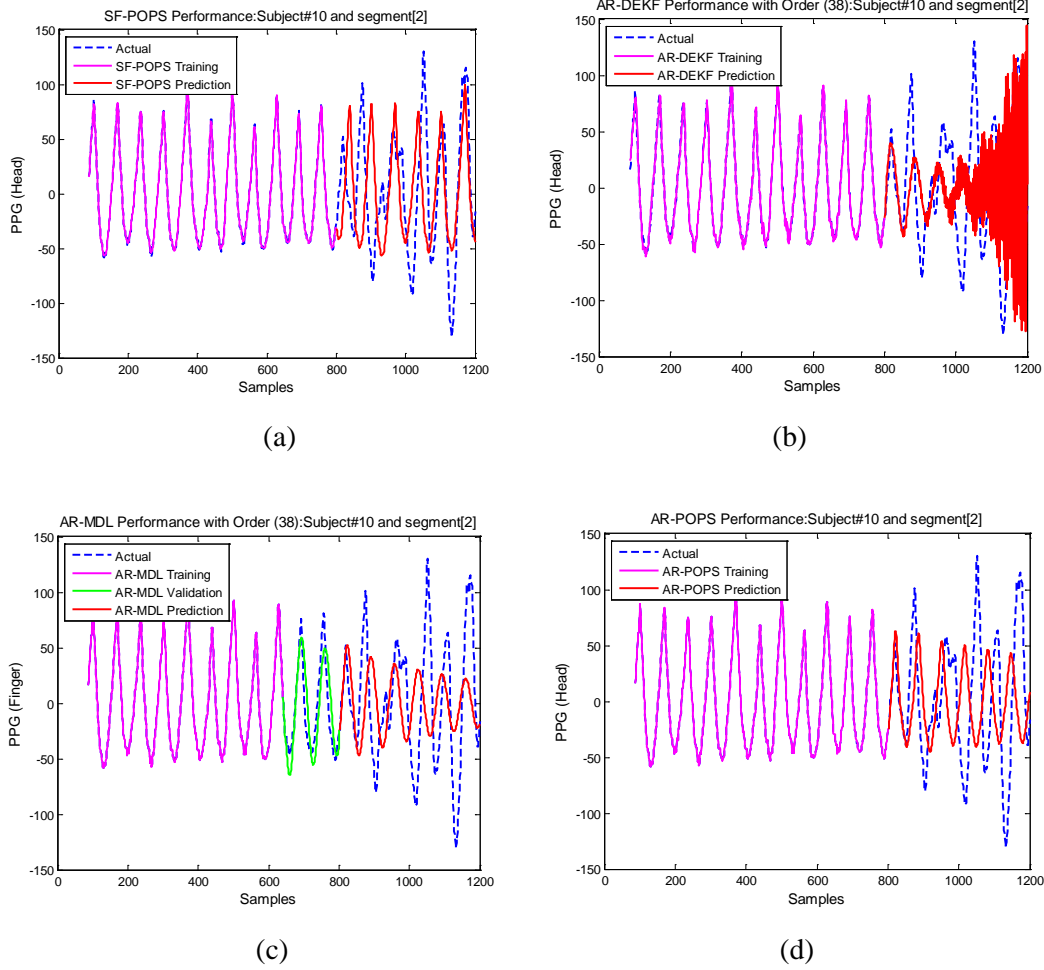 SF-POPS Performance:Subject#10 and segment[2]
150
100
50
0
-50
-100
-150
PPG (Head)
Actual
SF-POPS Training
SF-POPS Prediction
0 200 400 600 800 1000 1200
Samples
(a)
AR-DEKF Performance with Order (38):Subject#10 and segment[2]
150
100
50
0
-50
-100
-150
PPG (Head)
Actual
AR-DEKF Training
AR-DEKF Prediction
0 200 400 600 800 1000 1200
Samples
(b)
AR-MDL Performance with Order (38):Subject#10 and segment[2]
150
100
50
0
-50
-100
-150
PPG (Finger)
Actual
AR-MDL Training
AR-MDL Validation
AR-MDL Prediction
0 200 400 600 800 1000 1200
Samples
(c)
AR-POPS Performance:Subject#10 and segment[2]
150
100
50
0
-50
-100
-150
PPG (Head)
Actual
AR-POPS Training
AR-POPS Prediction
0 200 400 600 800 1000 1200
Samples
(d)